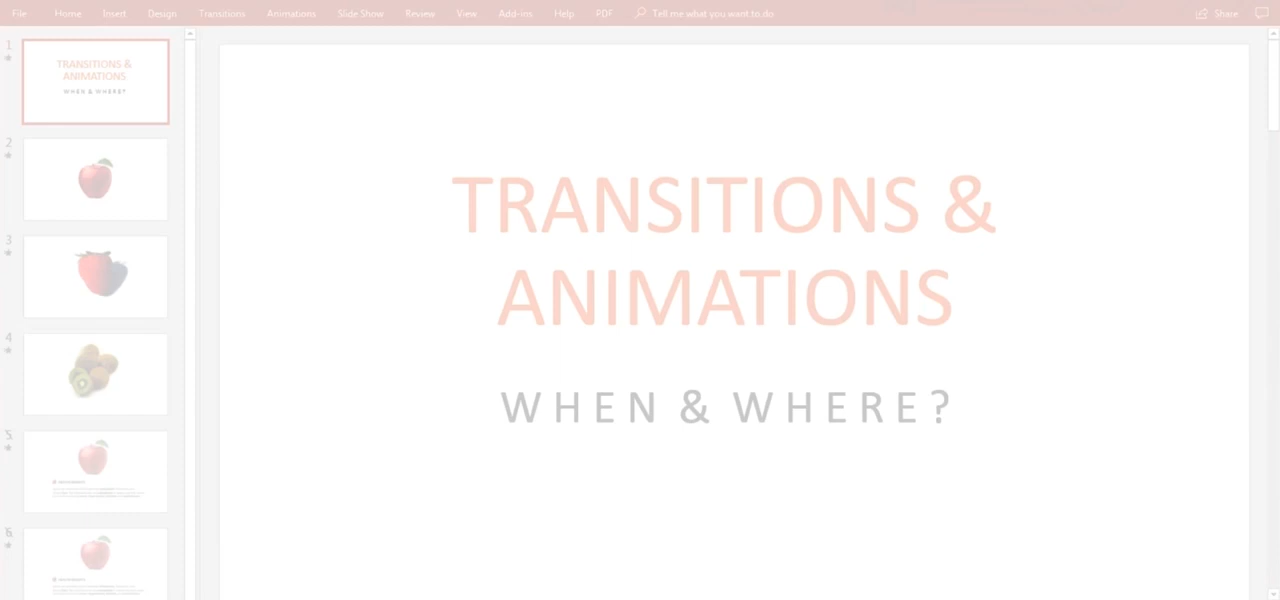 File Home Insert Design Transitions Animations Slide Show Review View Add-ins Help PDF Tell me what you want to do Share
1
TRANSITIONS &
ANIMATIONS
WHEN & WHERE?
2
3
4
5
6
TRANSITIONS &
ANIMATIONS
WHEN & WHERE?